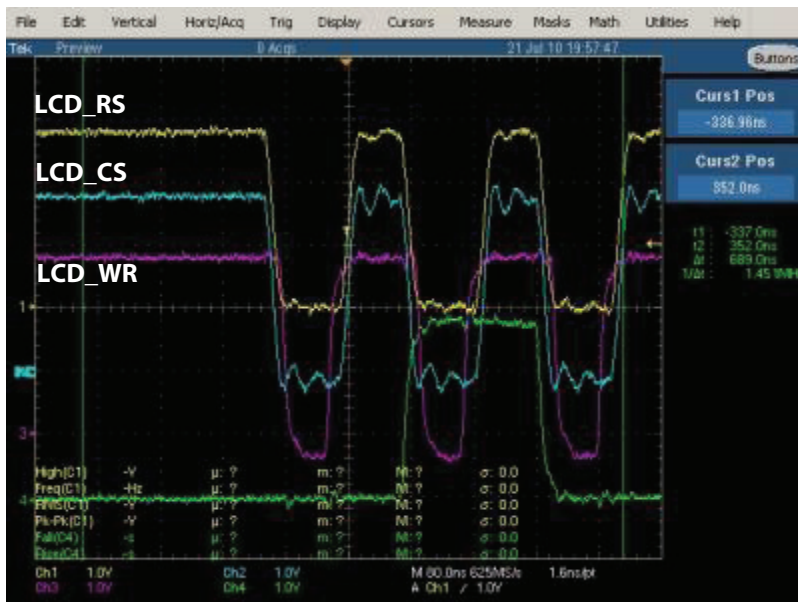 File Edit Vertical Horiz/Acq Trig Display Cursors Measure Masks Math Utilities Help
Tek Preview 0 Acqs 21 Jul 10 19:57:47
Buttons
LCD_RS
LCD_CS
LCD_WR
Curs1 Pos
-336.96ns
Curs2 Pos
352.0ns
t1: -337.0ns
t2: 352.0ns
Δt: 689.0ns
1/Δt: 1.451MH
1
3
4
High(C1) -V µ: ? m: ? M: ? σ: 0.0
Freq(C1) -Hz µ: ? m: ? M: ? σ: 0.0
RMS(C1) -V µ: ? m: ? M: ? σ: 0.0
Pk-Pk(C1) -V µ: ? m: ? M: ? σ: 0.0
Fall(C4) -s µ: ? m: ? M: ? σ: 0.0
Rise(C4) -s µ: ? m: ? M: ? σ: 0.0
Ch1 1.0V Ch2 1.0V M 80.0ns 625MS/s 1.6ns/pt
Ch3 1.0V Ch4 1.0V A Ch1 / 1.0V